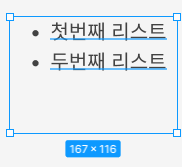 • 첫번째 리스트
• 두번째 리스트
167 × 116